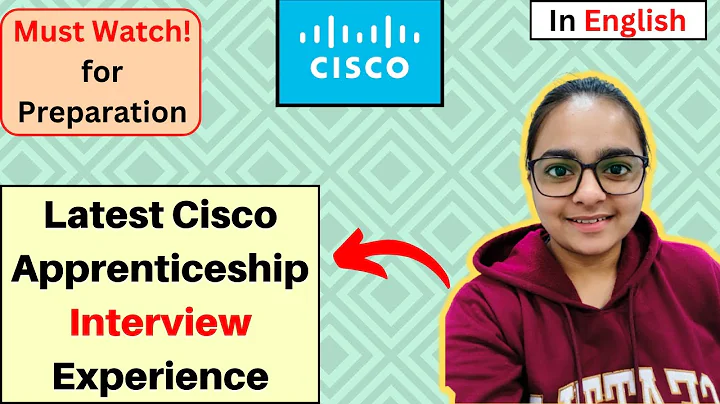 Must Watch!
for
Preparation
CISCO
In English
Latest Cisco
Apprenticeship
Interview
Experience